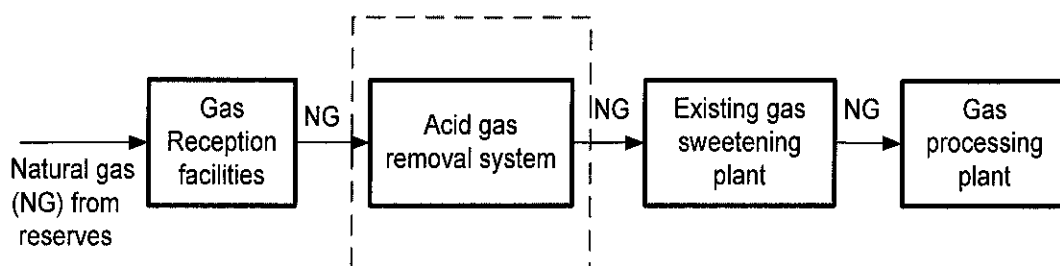 Natural gas
(NG) from
reserves
Gas
Reception
facilities
NG
Acid gas
removal system
NG
Existing gas
sweetening
plant
NG
Gas
processing
plant